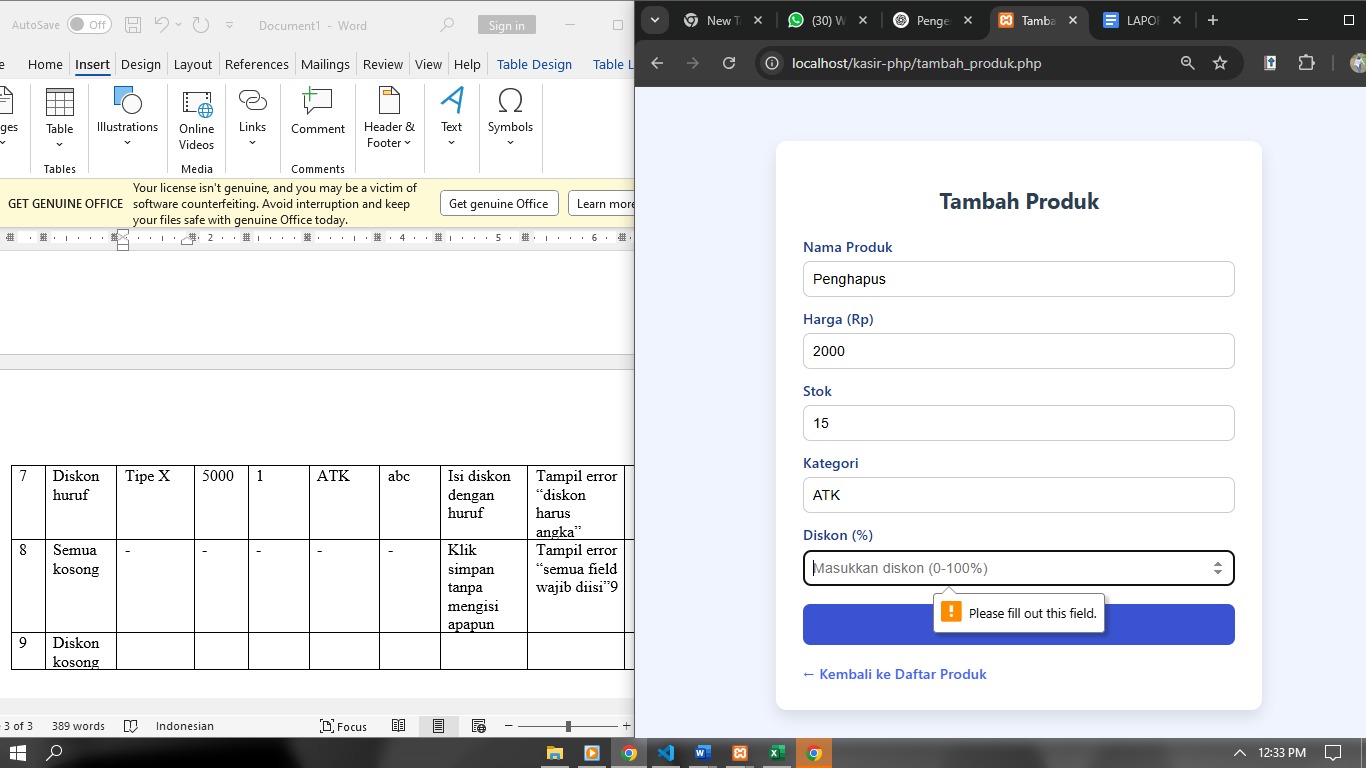 AutoSave Off Document1 - Word Sign in
Home Insert Design Layout References Mailings Review View Help Table Design Table L
ges Table Illustrations Online Videos Links Comment Header & Footer Text Symbols
Tables Media Comments
GET GENUINE OFFICE
Your license isn't genuine, and you may be a victim of
software counterfeiting. Avoid interruption and keep
your files safe with genuine Office today.
Get genuine Office
Learn more
2 4 5 6
7
Diskon
huruf
Tipe X
5000
1
ATK
abc
Isi diskon
dengan
huruf
Tampil error
“diskon
harus
angka”
8
Semua
kosong
-
-
-
-
-
Klik
simpan
tanpa
mengisi
apapun
Tampil error
“semua field
wajib diisi”9
9
Diskon
kosong
3 of 3 389 words Indonesian Focus
New T (30) W Penge Tamba LAPO
localhost/kasir-php/tambah_produk.php
Tambah Produk
Nama Produk
Penghapus
Harga (Rp)
2000
Stok
15
Kategori
ATK
Diskon (%)
Masukkan diskon (0-100%)
Please fill out this field.
← Kembali ke Daftar Produk
12:33 PM